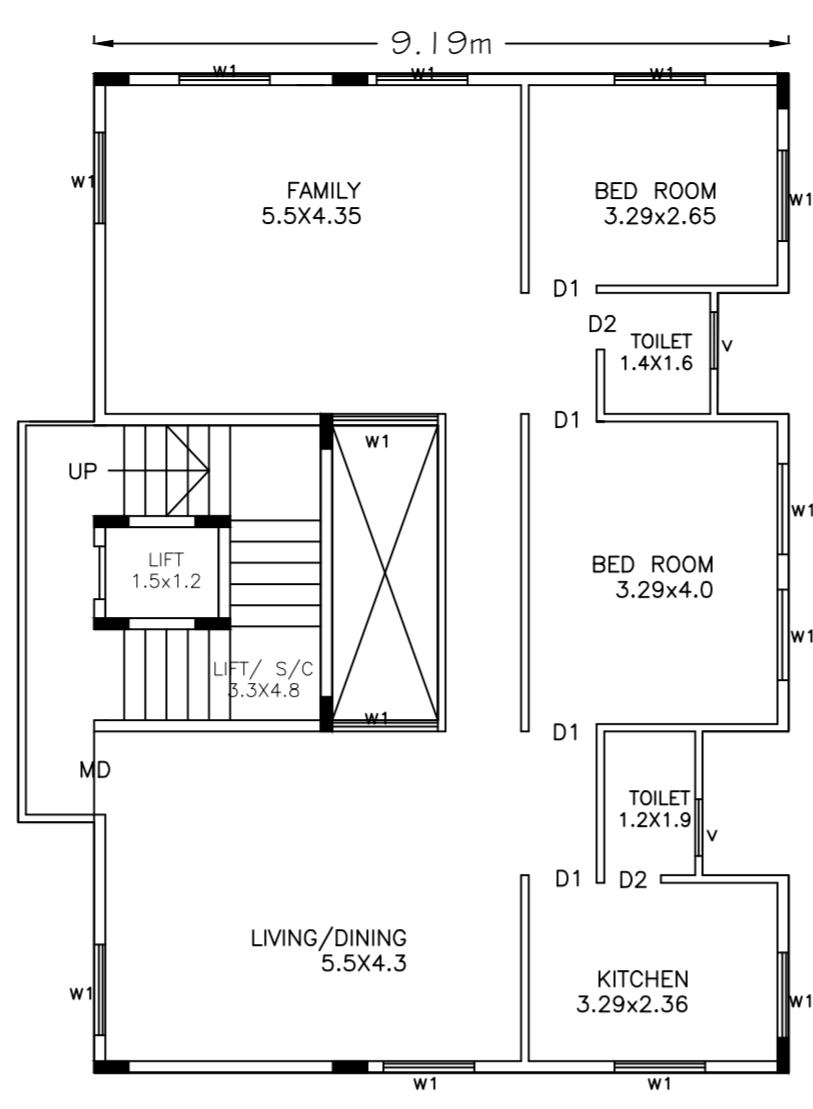 9.19m
W1
W1
W1
W1
FAMILY
5.5X4.35
BED ROOM
3.29x2.65
W1
D1
D2
TOILET
1.4X1.6
V
D1
W1
UP
W1
LIFT
1.5x1.2
BED ROOM
3.29x4.0
W1
LIFT/ S/C
3.3X4.8
W1
D1
MD
TOILET
1.2X1.9
V
D1
D2
LIVING/DINING
5.5X4.3
W1
KITCHEN
3.29x2.36
W1
W1
W1